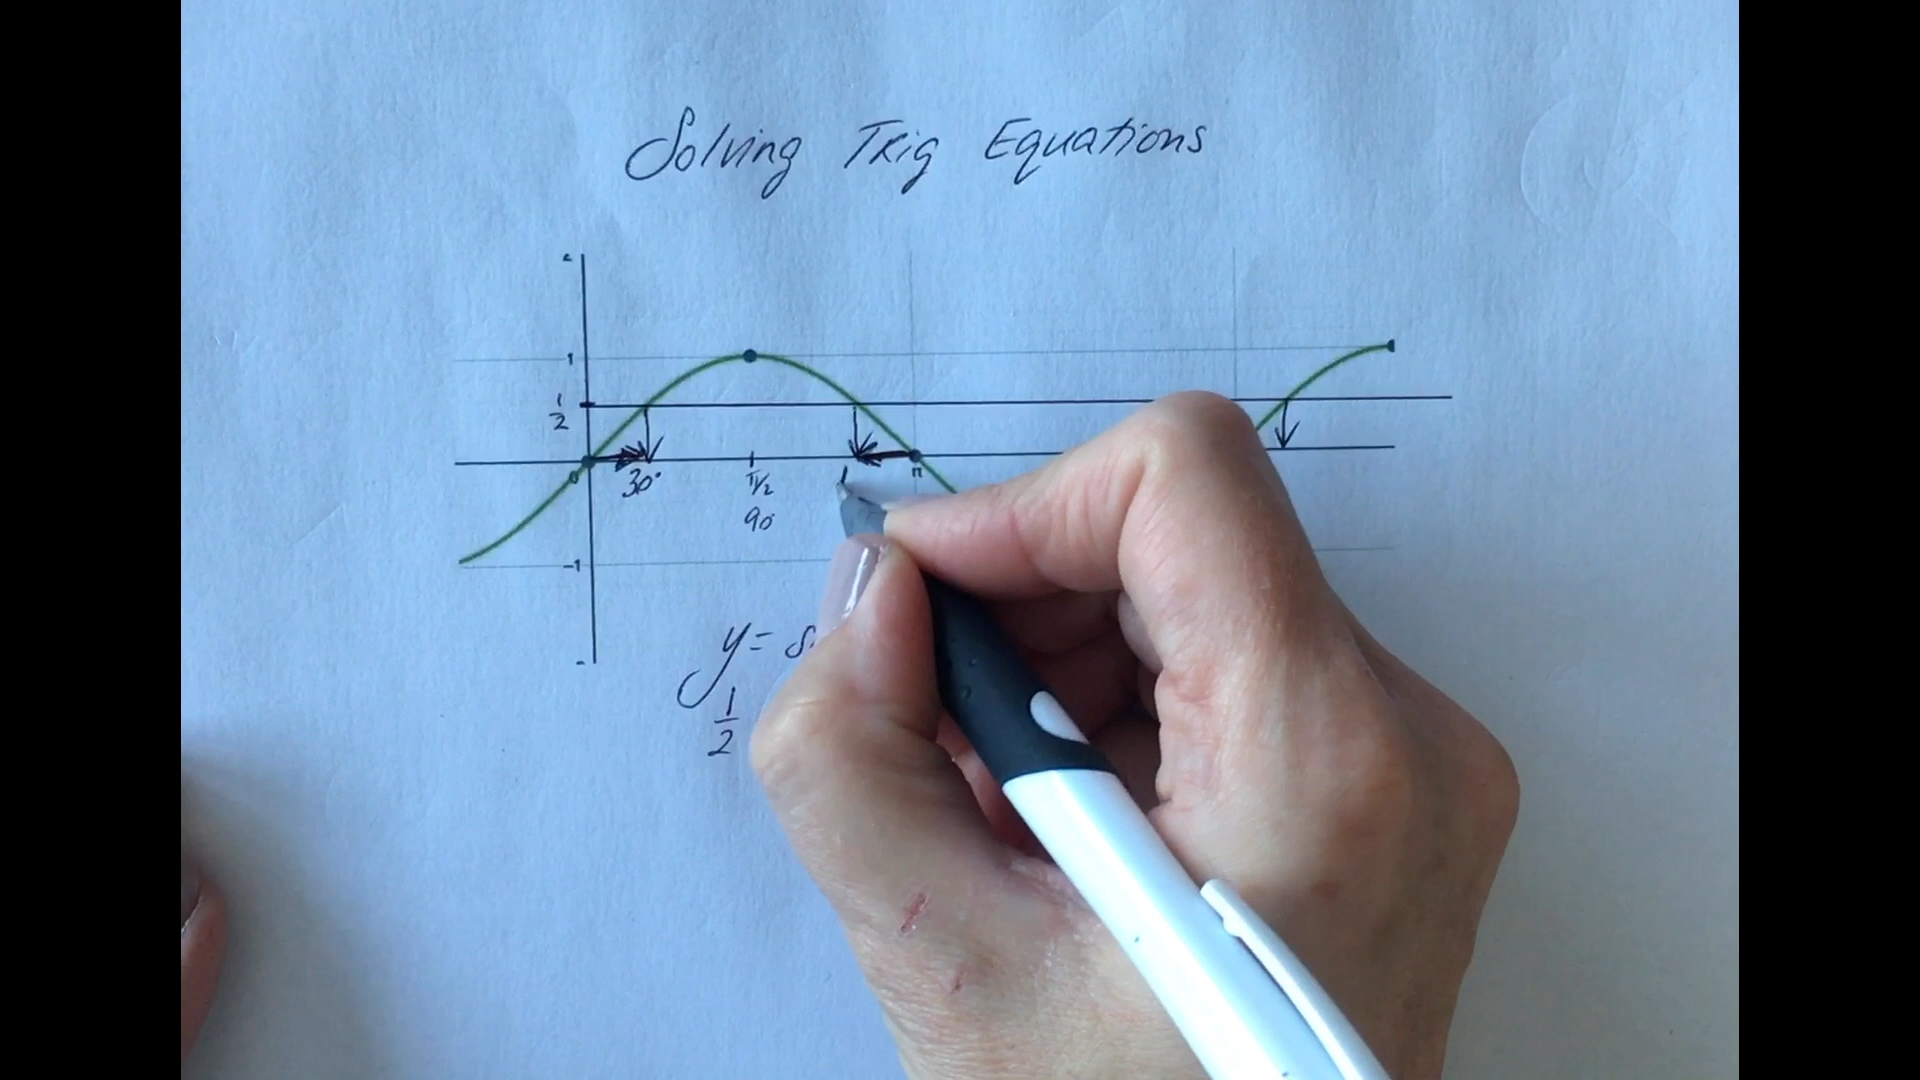 Solving Trig Equations
1
1
2
0
30°
π/2
π
90
-1
y = s
1
2